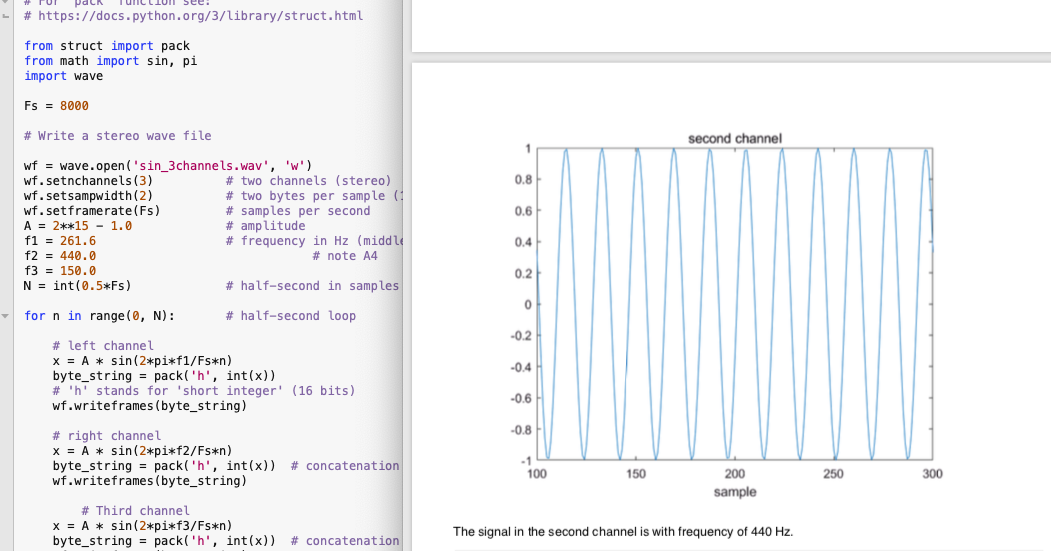 # For "pack" function see:
# https://docs.python.org/3/library/struct.html
from struct import pack
from math import sin, pi
import wave
Fs = 8000
# Write a stereo wave file
wf = wave.open('sin_3channels.wav', 'w')
wf.setnchannels(3) # two channels (stereo)
wf.setsampwidth(2) # two bytes per sample (
wf.setframerate(Fs) # samples per second
A = 2**15 - 1.0 # amplitude
f1 = 261.6 # frequency in Hz (middle
f2 = 440.0 # note A4
f3 = 150.0
N = int(0.5*Fs) # half-second in samples
for n in range(0, N): # half-second loop
# left channel
x = A * sin(2*pi*f1/Fs*n)
byte_string = pack('h', int(x))
# 'h' stands for 'short integer' (16 bits)
wf.writeframes(byte_string)
# right channel
x = A * sin(2*pi*f2/Fs*n)
byte_string = pack('h', int(x)) # concatenation
wf.writeframes(byte_string)
# Third channel
x = A * sin(2*pi*f3/Fs*n)
byte_string = pack('h', int(x)) # concatenation
second channel
1
0.8
0.6
0.4
0.2
0
-0.2
-0.4
-0.6
-0.8
-1
100 150 200 250 300
sample
The signal in the second channel is with frequency of 440 Hz.